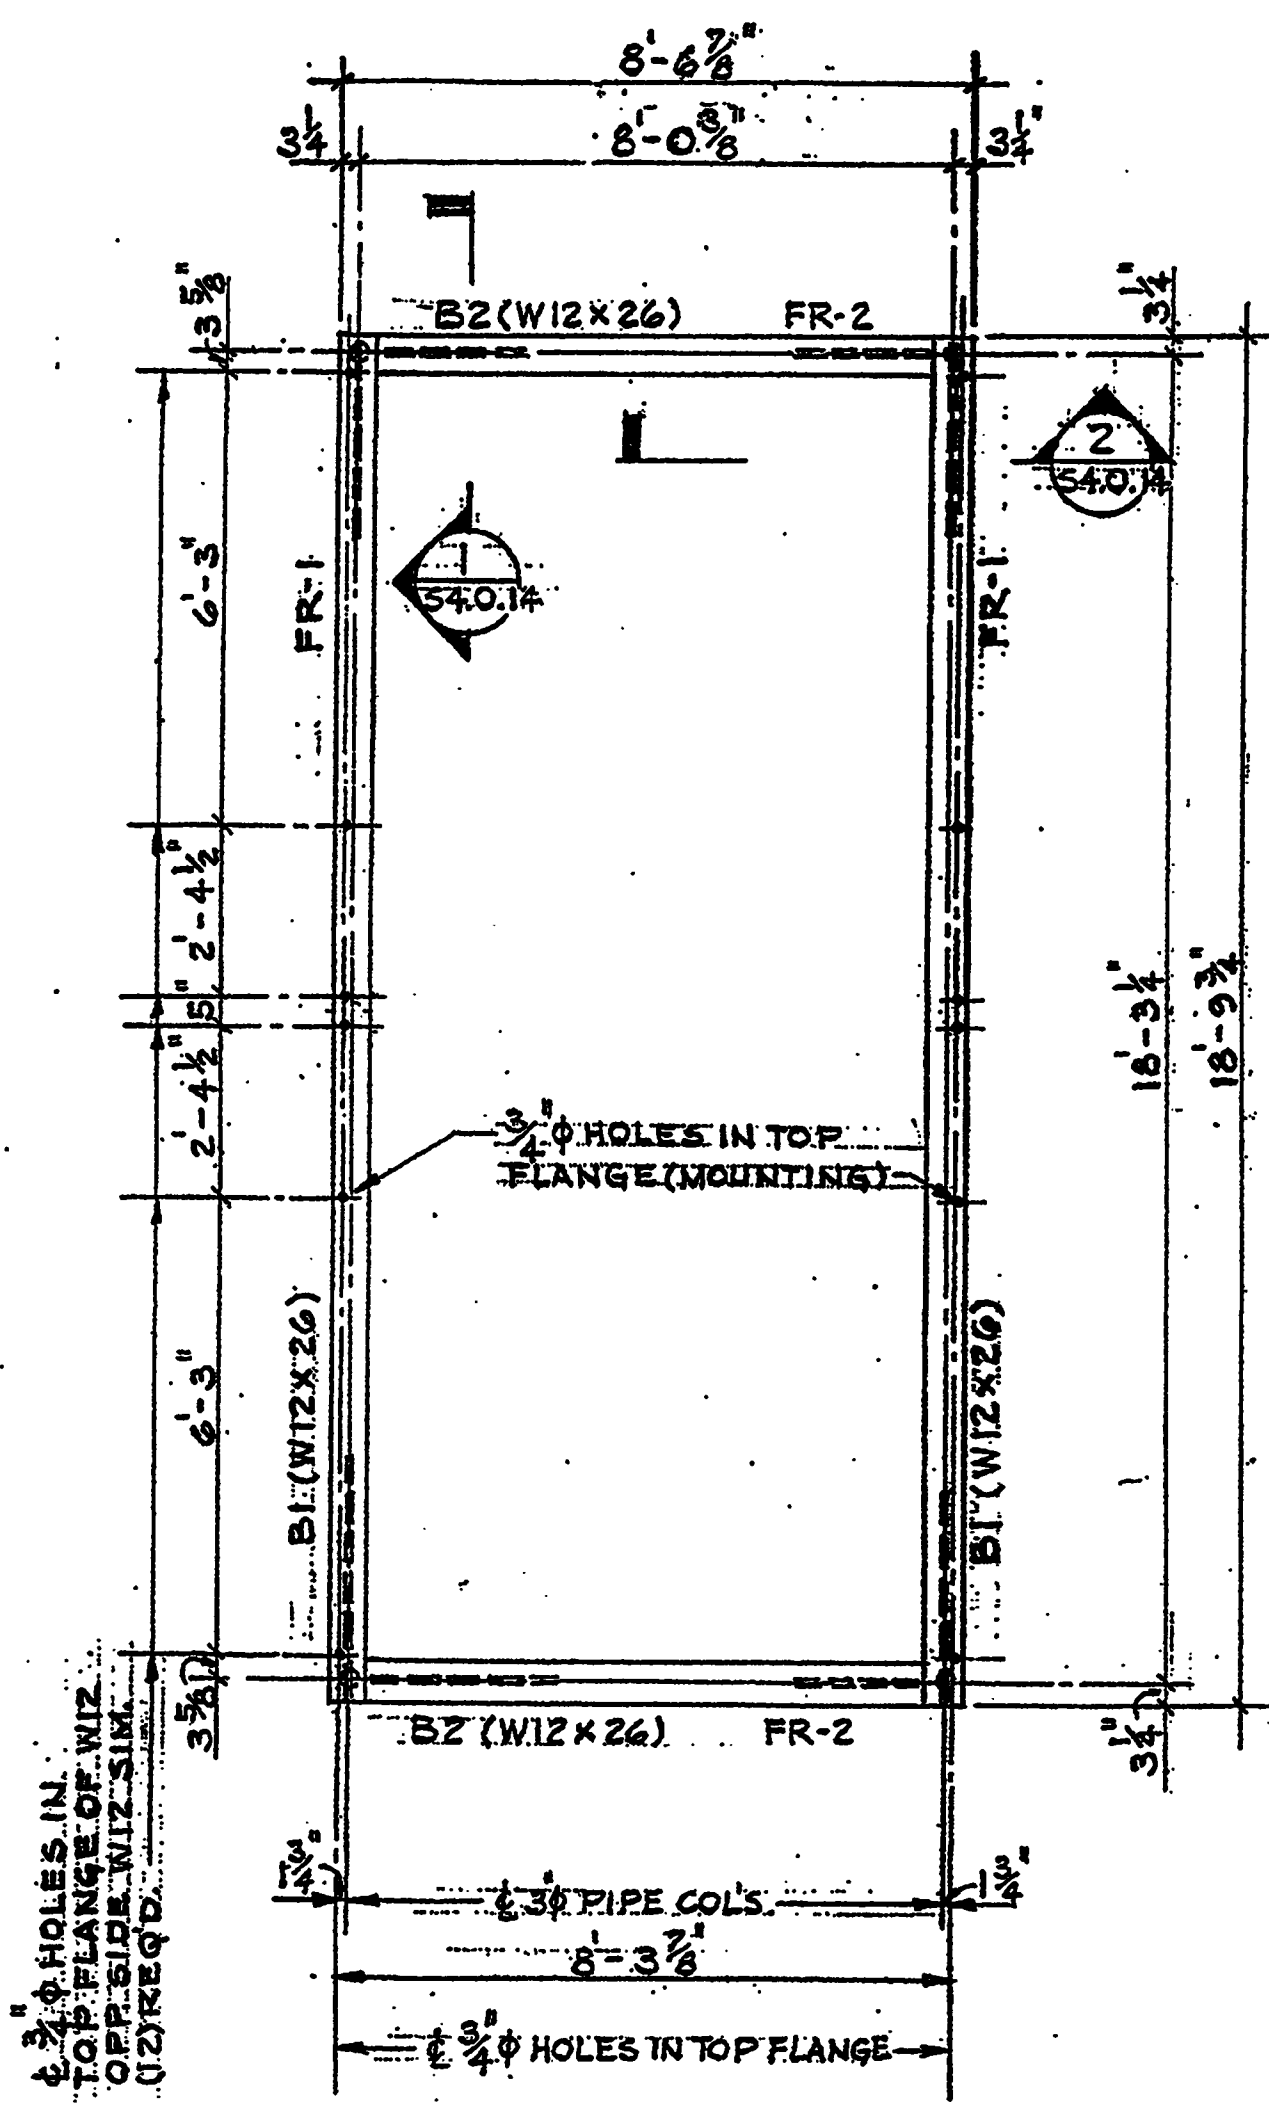 8'-6 7/8"
3 1/4
8'-0 3/8"
3 1/4"
3 5/8"
B2 (W12 x 26)
FR-2
3 1/4"
2
S4.0.14
1
S4.0.14
6'-3"
FR-1
FR-1
2'-4 1/2"
5"
2'-4 1/2"
18'-3 1/4"
18'-9 3/4"
3/4" ϕ HOLES IN TOP
FLANGE (MOUNTING)
6'-3"
B1 (W12 x 26)
B1 (W12 x 26)
3 5/8"
B2 (W12 x 26)
FR-2
3 1/4"
1 3/4"
℄ 3" ϕ PIPE COL'S.
1 3/4"
8'-3 7/8"
℄ 3/4" ϕ HOLES IN TOP FLANGE
℄ 3/4" ϕ HOLES IN
TOP FLANGE OF W12
OPP. SIDE W12 SIM.
(12) REQ'D.